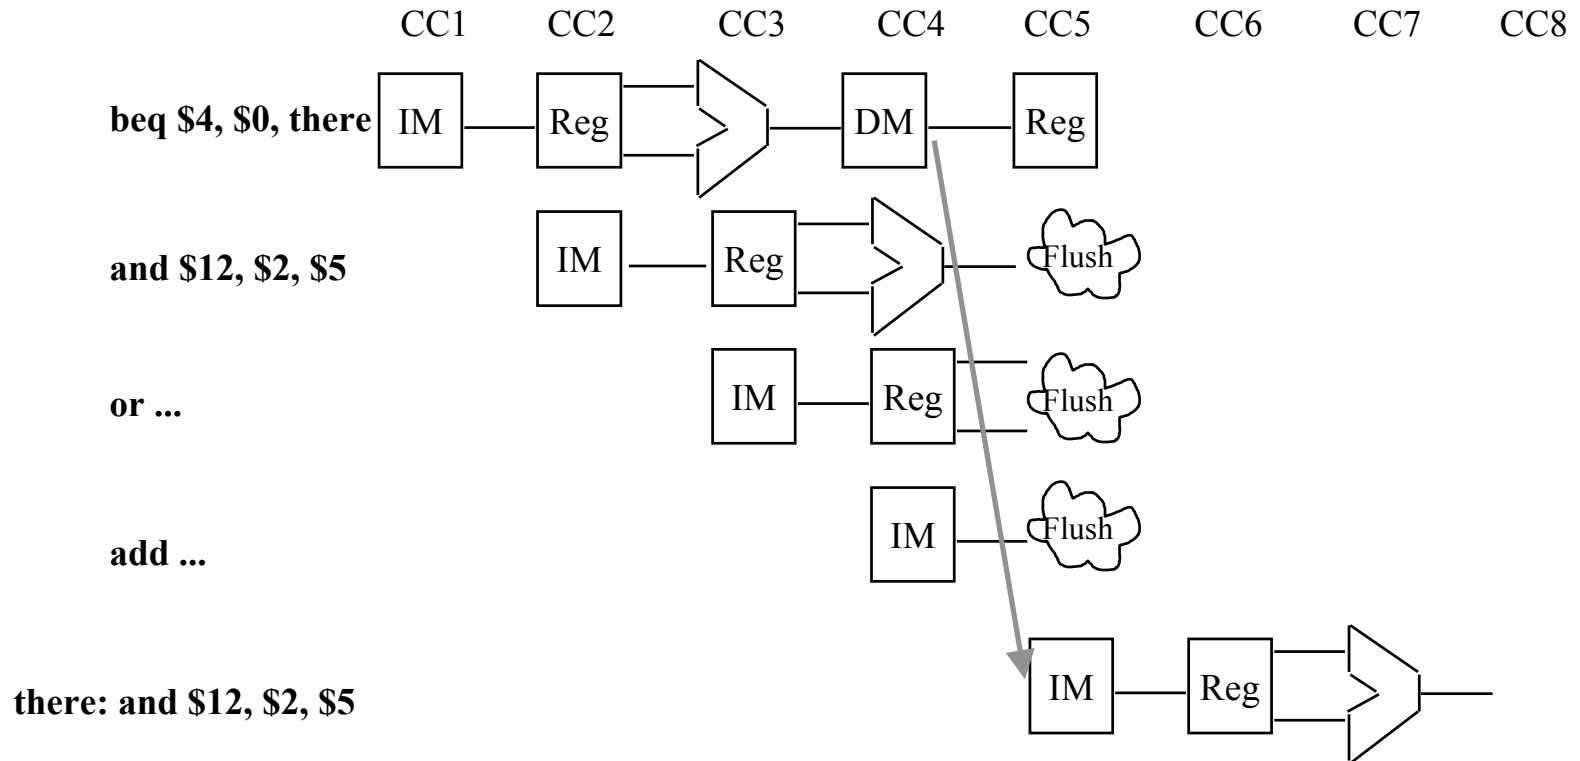 CC1 CC2 CC3 CC4 CC5 CC6 CC7 CC8
beq $4, $0, there IM Reg DM Reg
and $12, $2, $5 IM Reg Flush
or ... IM Reg Flush
add ... IM Flush
there: and $12, $2, $5 IM Reg